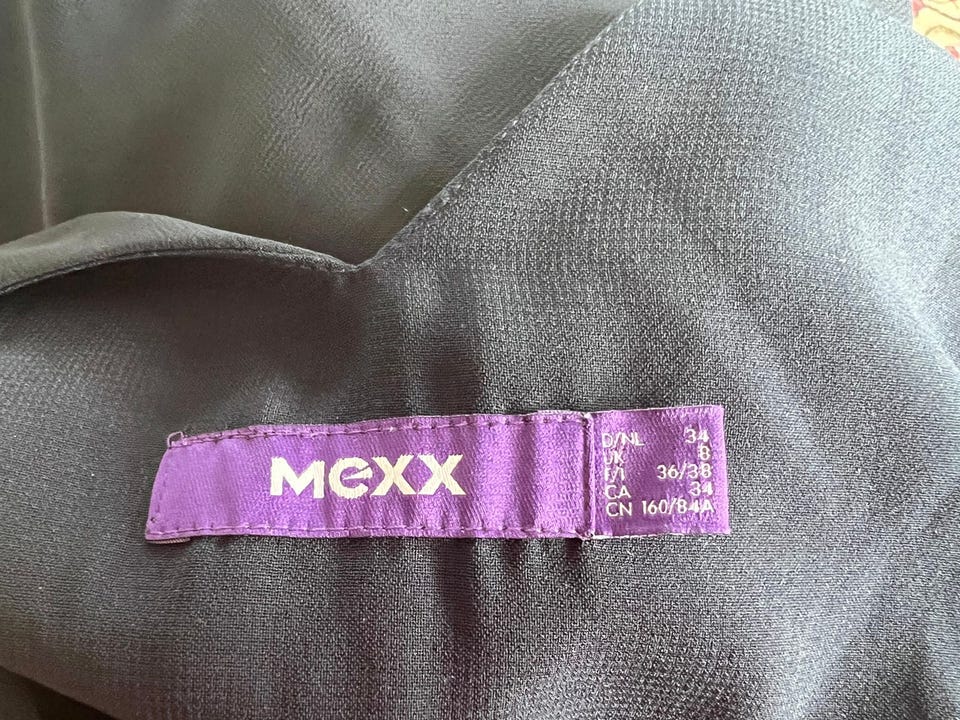 Mexx
D/NL 34
UK 8
F/I 36/38
CA 34
CN 160/84A